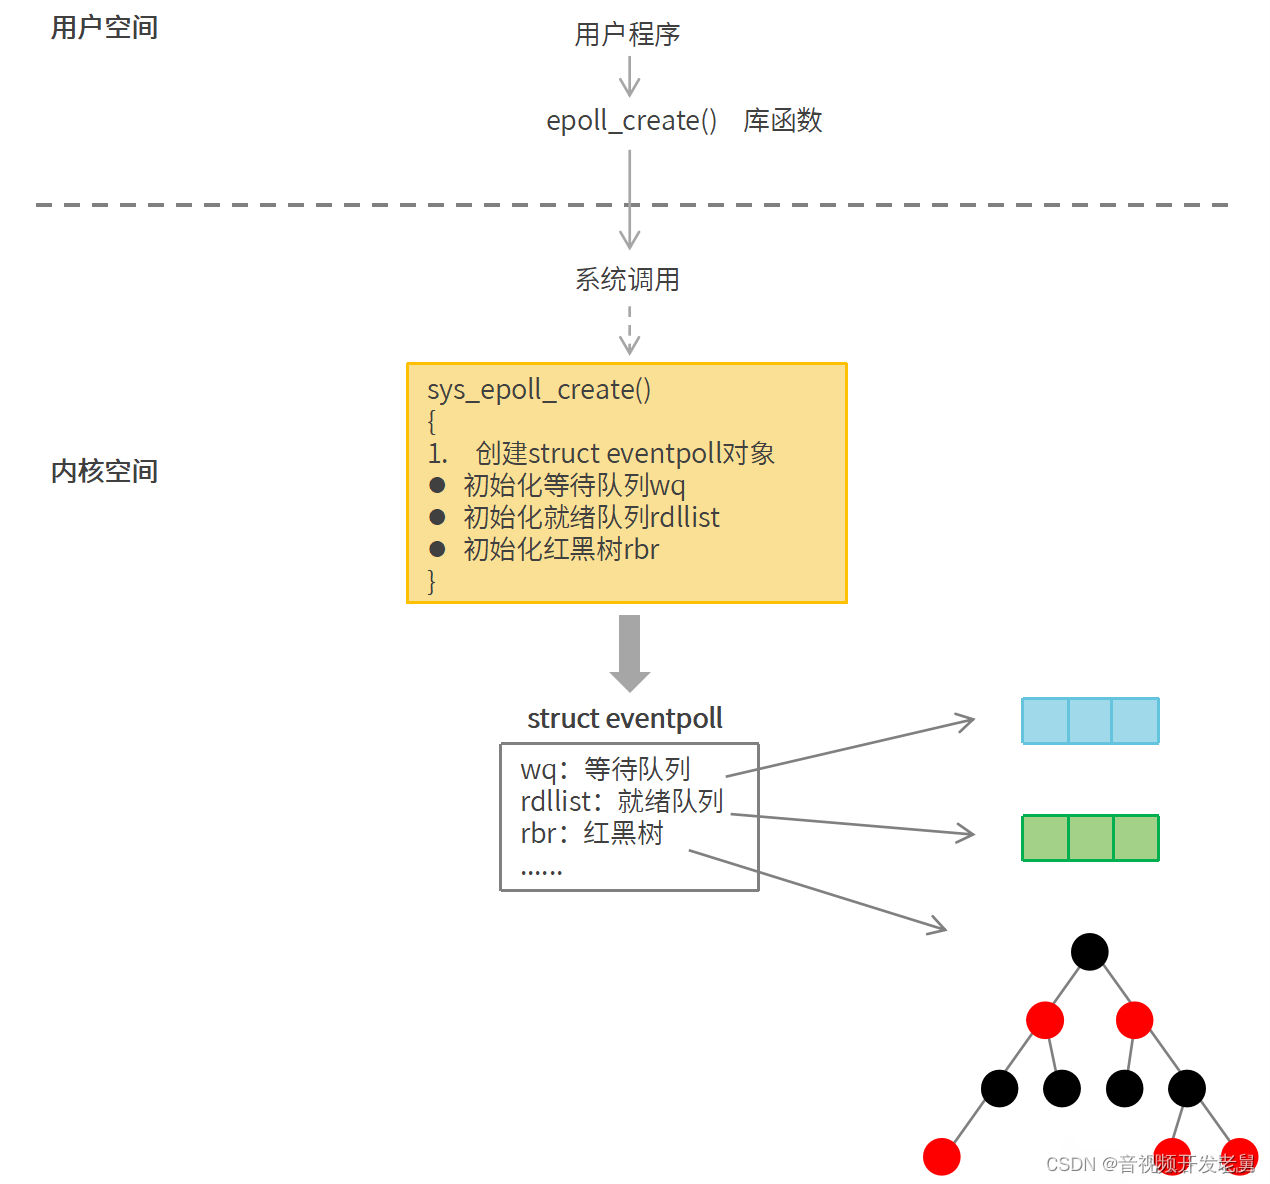 用户空间
用户程序
epoll_create() 库函数
系统调用
内核空间
sys_epoll_create()
{
1. 创建struct eventpoll对象
● 初始化等待队列wq
● 初始化就绪队列rdllist
● 初始化红黑树rbr
}
struct eventpoll
wq：等待队列
rdllist：就绪队列
rbr：红黑树
......
CSDN @音视频开发老舅